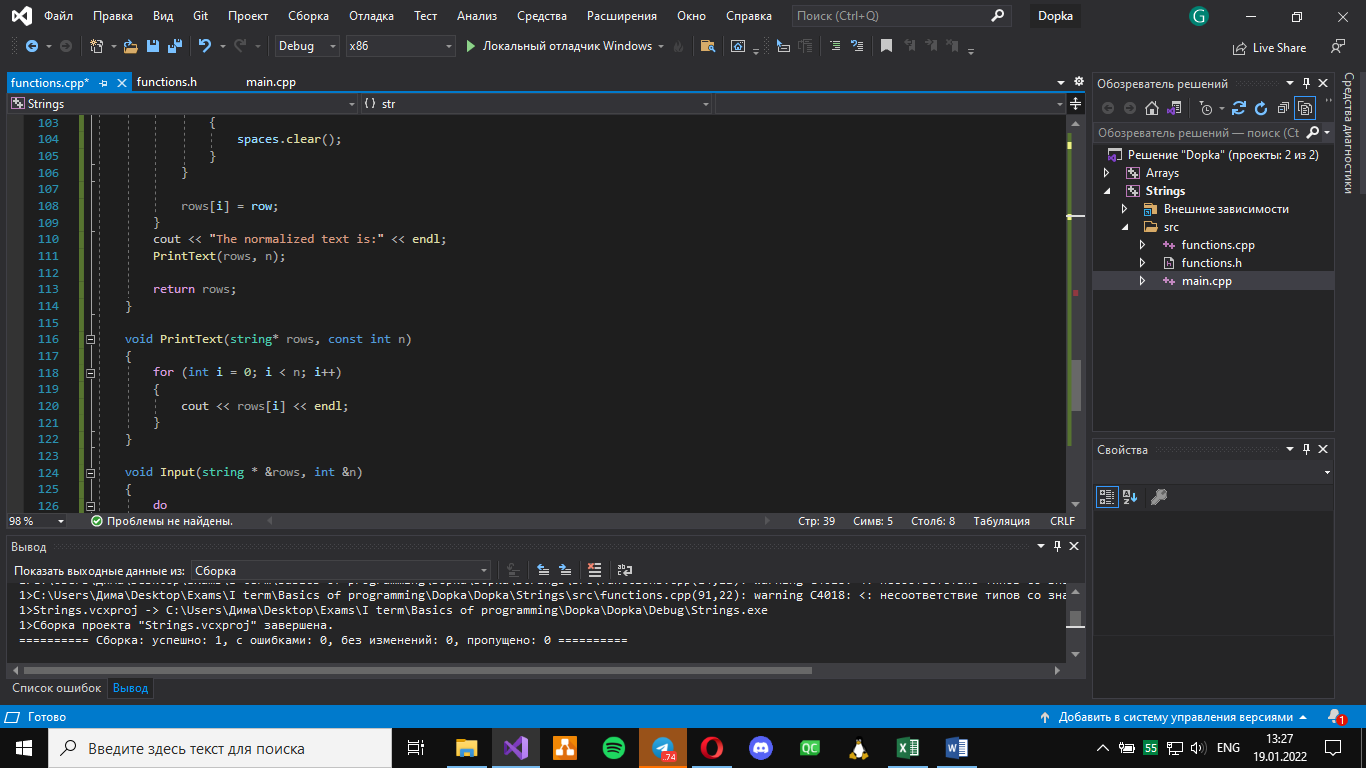 Файл Правка Вид Git Проект Сборка Отладка Тест Анализ Средства Расширения Окно Справка Поиск (Ctrl+Q) Dopka G
Debug x86 Локальный отладчик Windows Live Share
functions.cpp* functions.h main.cpp
Strings {} str
103 {
104 spaces.clear();
105 }
106 }
107
108 rows[i] = row;
109 }
110 cout << "The normalized text is:" << endl;
111 PrintText(rows, n);
112
113 return rows;
114 }
115
116 void PrintText(string* rows, const int n)
117 {
118 for (int i = 0; i < n; i++)
119 {
120 cout << rows[i] << endl;
121 }
122 }
123
124 void Input(string * &rows, int &n)
125 {
126 do
98 % Проблемы не найдены. Стр: 39 Симв: 5 Столб: 8 Табуляция CRLF
Вывод
Показать выходные данные из: Сборка
1>C:\Users\Дима\Desktop\Exams\I term\Basics of programming\Dopka\Dopka\Strings\src\functions.cpp(91,22): warning C4018: <: несоответствие типов со зна
1>Strings.vcxproj -> C:\Users\Дима\Desktop\Exams\I term\Basics of programming\Dopka\Dopka\Debug\Strings.exe
1>Сборка проекта "Strings.vcxproj" завершена.
========== Сборка: успешно: 1, с ошибками: 0, без изменений: 0, пропущено: 0 ==========
Список ошибок Вывод
Обозреватель решений
Обозреватель решений — поиск (Ct
Решение "Dopka" (проекты: 2 из 2)
Arrays
Strings
Внешние зависимости
src
functions.cpp
functions.h
main.cpp
Свойства
Средства диагностики
Готово Добавить в систему управления версиями 1
Введите здесь текст для поиска 74 QC 55 ENG 13:27
19.01.2022